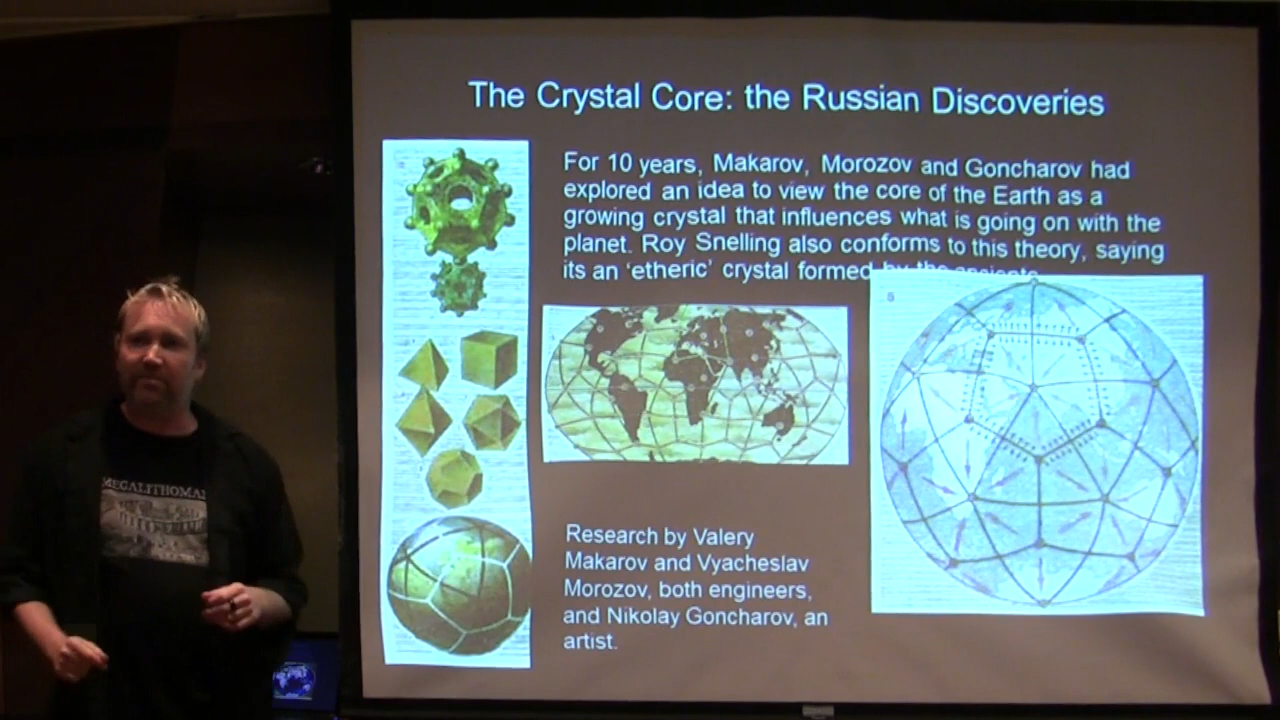 The Crystal Core: the Russian Discoveries
For 10 years, Makarov, Morozov and Goncharov had
explored an idea to view the core of the Earth as a
growing crystal that influences what is going on with the
planet. Roy Snelling also conforms to this theory, saying
its an ‘etheric’ crystal formed by the ancients
Research by Valery
Makarov and Vyacheslav
Morozov, both engineers,
and Nikolay Goncharov, an
artist.
MEGALITHOMA